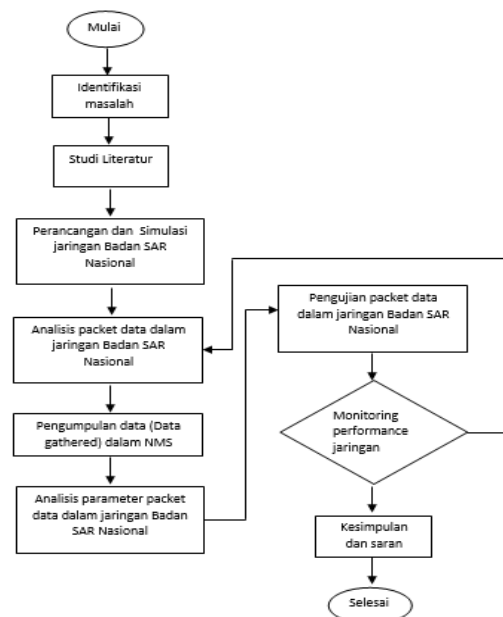 Mulai
Identifikasi
masalah
Studi Literatur
Perancangan dan Simulasi
jaringan Badan SAR
Nasional
Analisis packet data dalam
jaringan Badan SAR
Nasional
Pengumpulan data (Data
gathered) dalam NMS
Analisis parameter packet
data dalam jaringan Badan
SAR Nasional
Pengujian packet data
dalam jaringan Badan SAR
Nasional
Monitoring
performance
jaringan
Kesimpulan
dan saran
Selesai